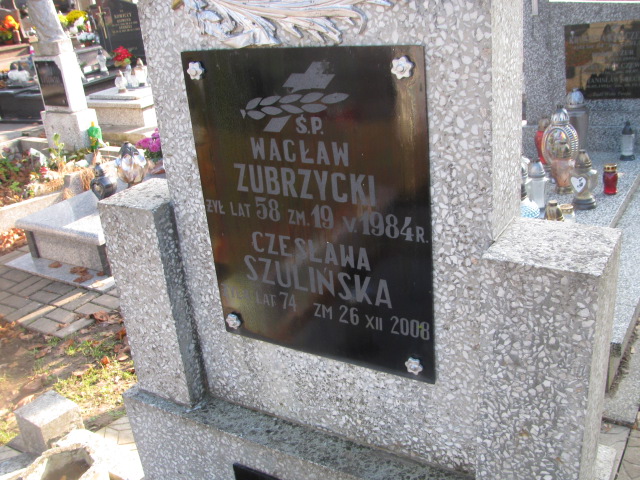 Ś.P.
WACŁAW
ZUBRZYCKI
ŻYŁ LAT 58 ZM. 19 V. 1984 R.
CZESŁAWA
SZULIŃSKA
LAT 74 ZM 26 XII 2008